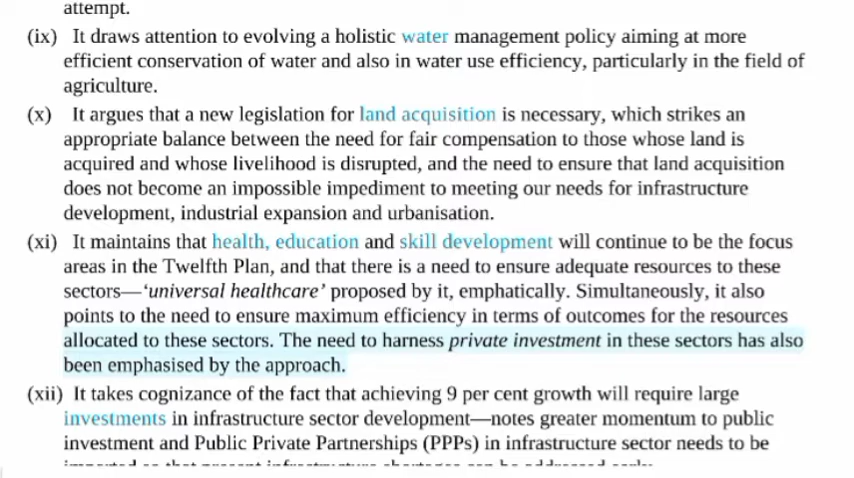 attempt.
(ix) It draws attention to evolving a holistic water management policy aiming at more
efficient conservation of water and also in water use efficiency, particularly in the field of
agriculture.
(x) It argues that a new legislation for land acquisition is necessary, which strikes an
appropriate balance between the need for fair compensation to those whose land is
acquired and whose livelihood is disrupted, and the need to ensure that land acquisition
does not become an impossible impediment to meeting our needs for infrastructure
development, industrial expansion and urbanisation.
(xi) It maintains that health, education and skill development will continue to be the focus
areas in the Twelfth Plan, and that there is a need to ensure adequate resources to these
sectors—‘universal healthcare’ proposed by it, emphatically. Simultaneously, it also
points to the need to ensure maximum efficiency in terms of outcomes for the resources
allocated to these sectors. The need to harness private investment in these sectors has also
been emphasised by the approach.
(xii) It takes cognizance of the fact that achieving 9 per cent growth will require large
investments in infrastructure sector development—notes greater momentum to public
investment and Public Private Partnerships (PPPs) in infrastructure sector needs to be